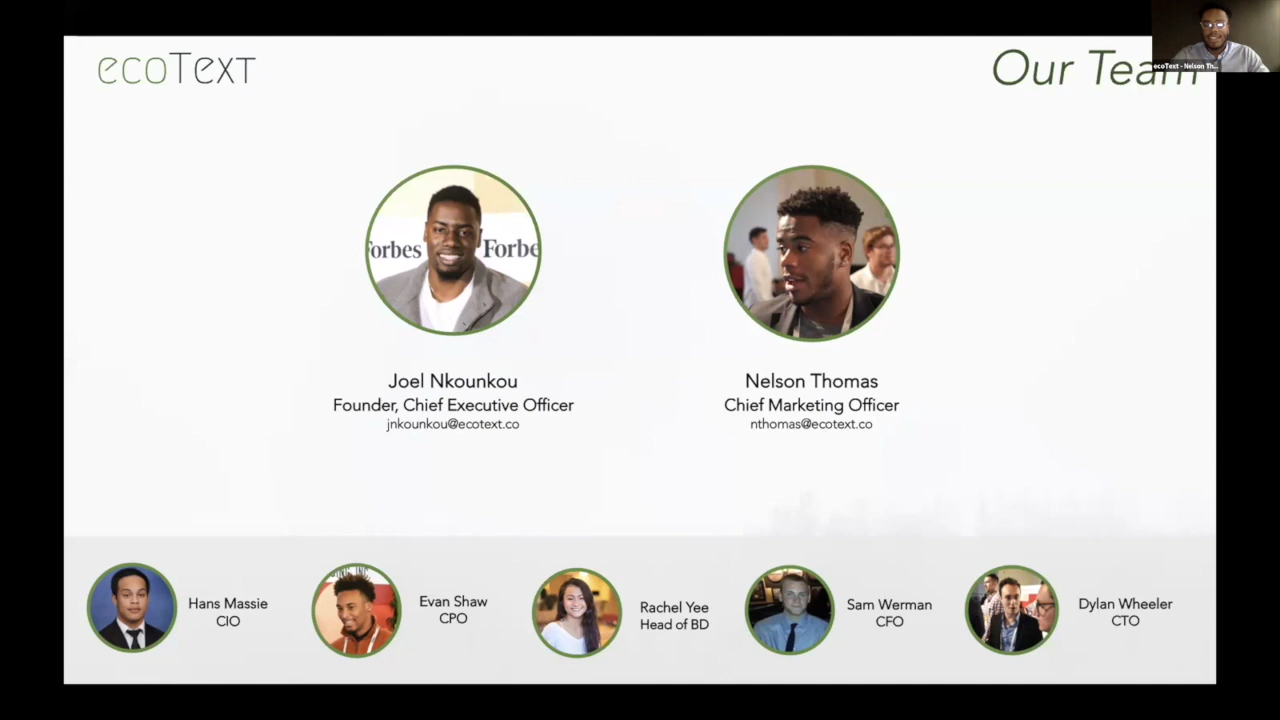 ecoText
Our Team
ecoText - Nelson Th...
Forbes
Forbe
Joel Nkounkou
Founder, Chief Executive Officer
jnkounkou@ecotext.co
Nelson Thomas
Chief Marketing Officer
nthomas@ecotext.co
Hans Massie
CIO
Evan Shaw
CPO
Rachel Yee
Head of BD
Sam Werman
CFO
Dylan Wheeler
CTO